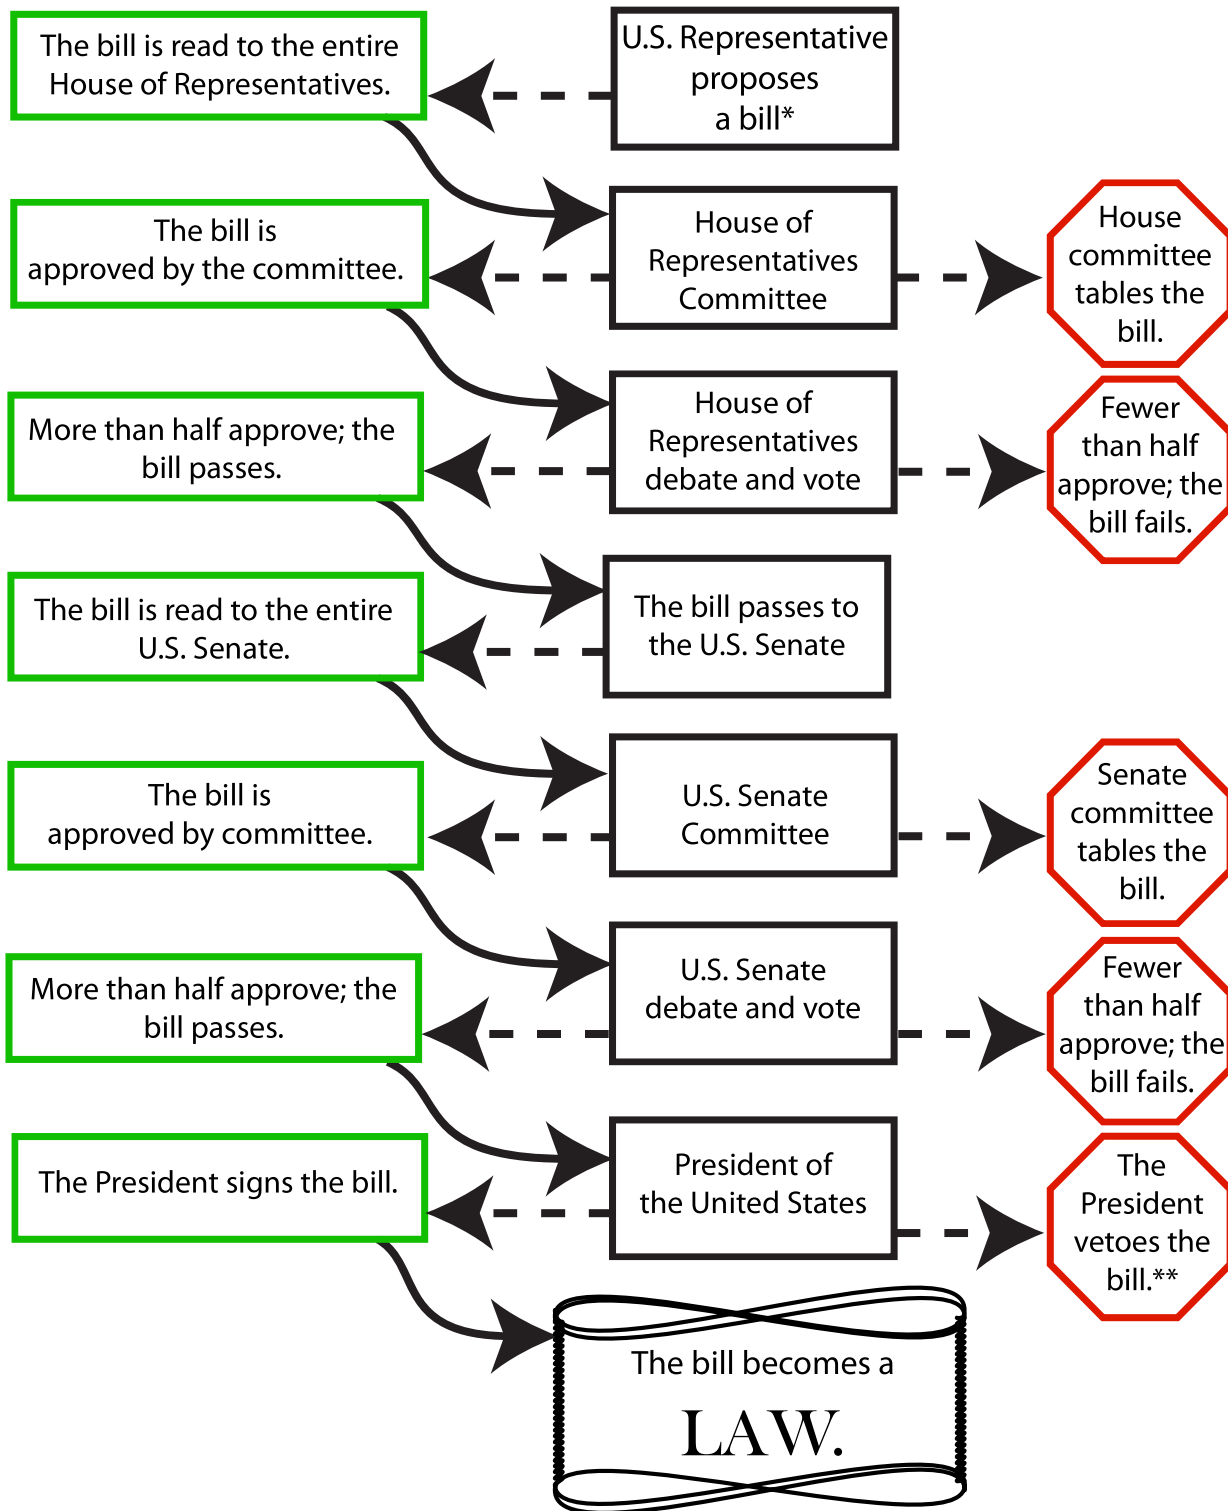 The bill is read to the entire
House of Representatives.
U.S. Representative
proposes
a bill*
The bill is
approved by the committee.
House of
Representatives
Committee
House
committee
tables the
bill.
More than half approve; the
bill passes.
House of
Representatives
debate and vote
Fewer
than half
approve; the
bill fails.
The bill is read to the entire
U.S. Senate.
The bill passes to
the U.S. Senate
The bill is
approved by committee.
U.S. Senate
Committee
Senate
committee
tables the
bill.
More than half approve; the
bill passes.
U.S. Senate
debate and vote
Fewer
than half
approve; the
bill fails.
The President signs the bill.
President of
the United States
The
President
vetoes the
bill.**
The bill becomes a
LAW.